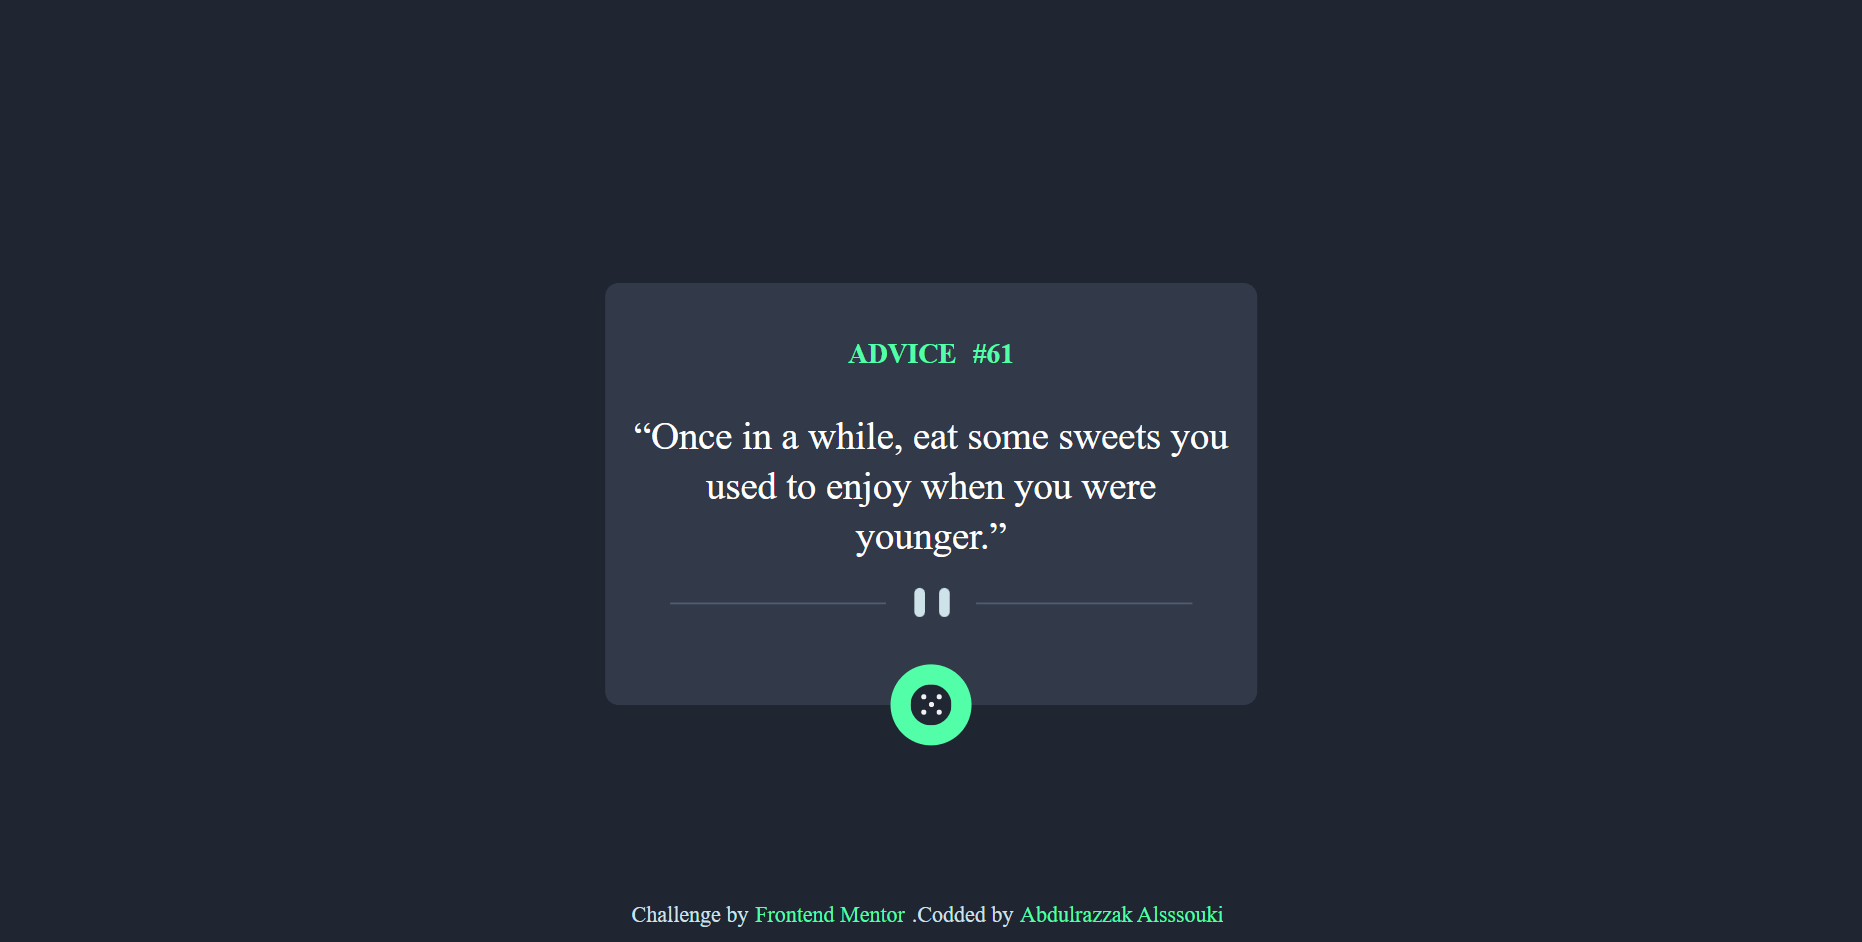 ADVICE #61
“Once in a while, eat some sweets you
used to enjoy when you were
younger.”
Challenge by Frontend Mentor .Codded by Abdulrazzak Alsssouki